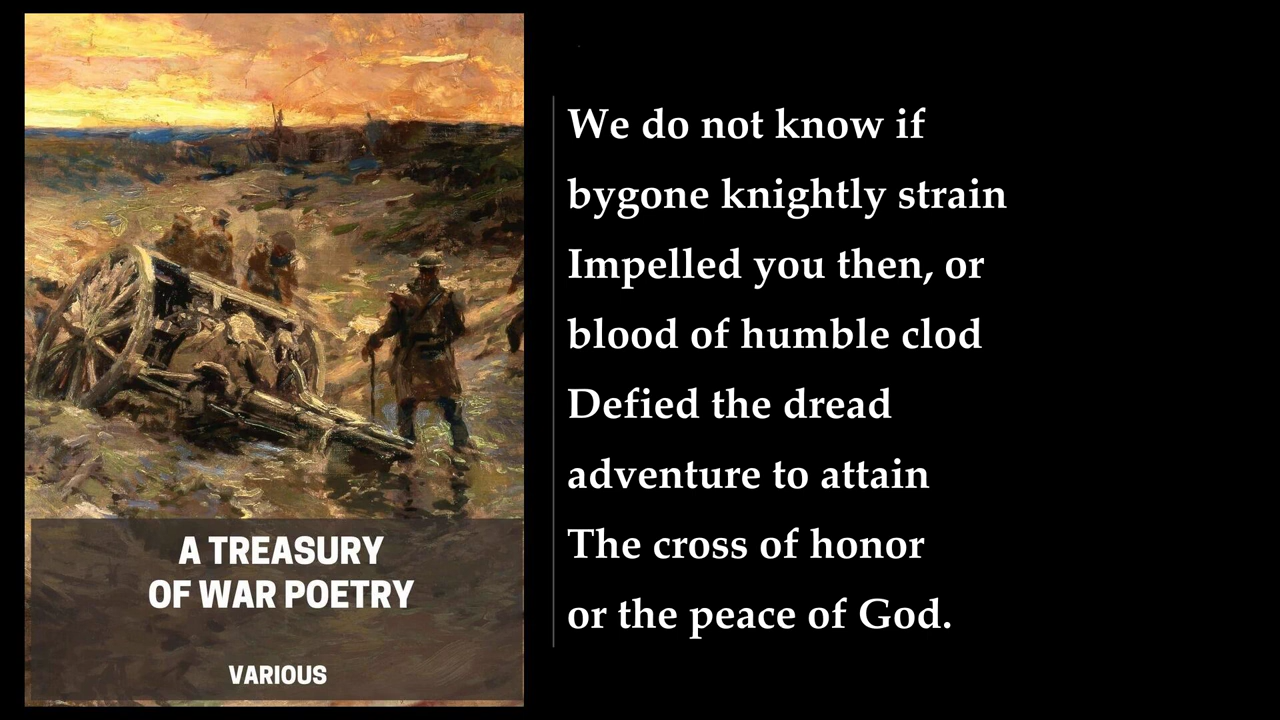 A TREASURY
OF WAR POETRY
VARIOUS
We do not know if
bygone knightly strain
Impelled you then, or
blood of humble clod
Defied the dread
adventure to attain
The cross of honor
or the peace of God.